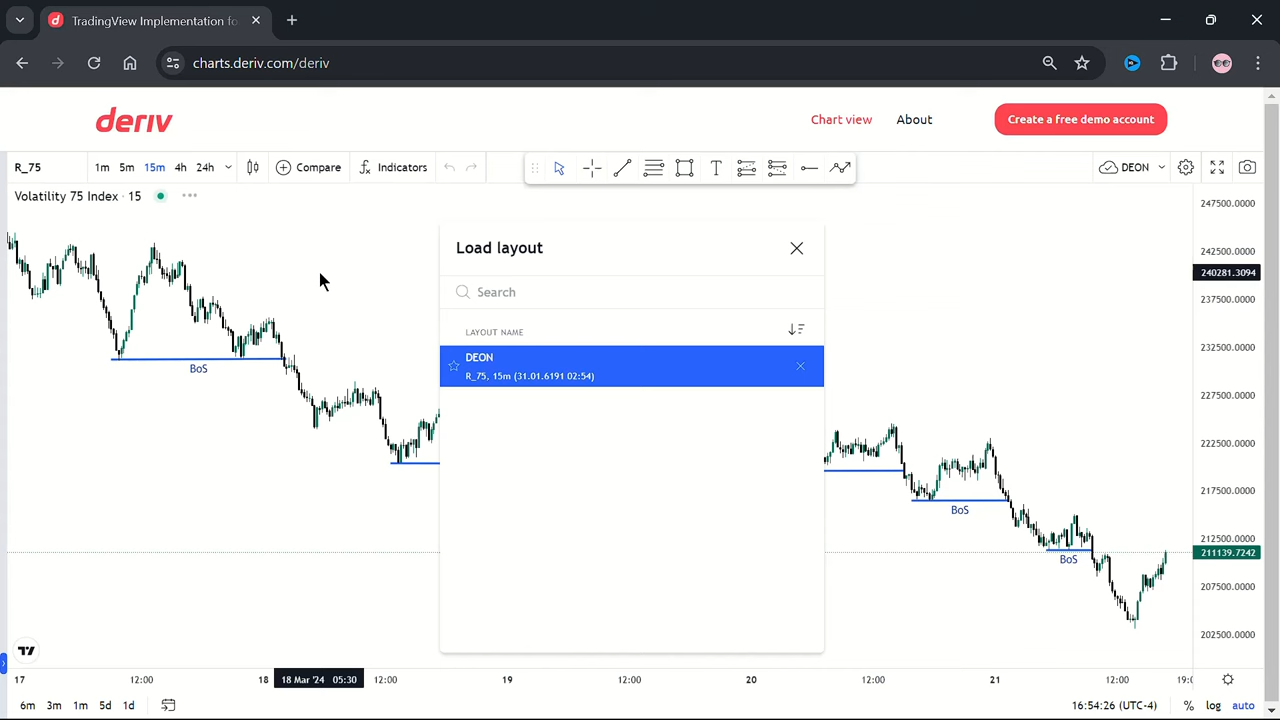 TradingView Implementation fo
charts.deriv.com/deriv
deriv
Chart view
About
Create a free demo account
R_75
1m 5m 15m 4h 24h
Compare
Indicators
T
DEON
Volatility 75 Index · 15
Load layout
Search
LAYOUT NAME
DEON
R_75, 15m (31.01.6191 02:54)
BoS
BoS
BoS
247500.0000
242500.0000
240281.3094
237500.0000
232500.0000
227500.0000
222500.0000
217500.0000
212500.0000
211139.7242
207500.0000
202500.0000
17
12:00
18
18 Mar '24 05:30
12:00
19
12:00
20
12:00
21
12:00
19:0
6m 3m 1m 5d 1d
16:54:26 (UTC-4)
%
log
auto